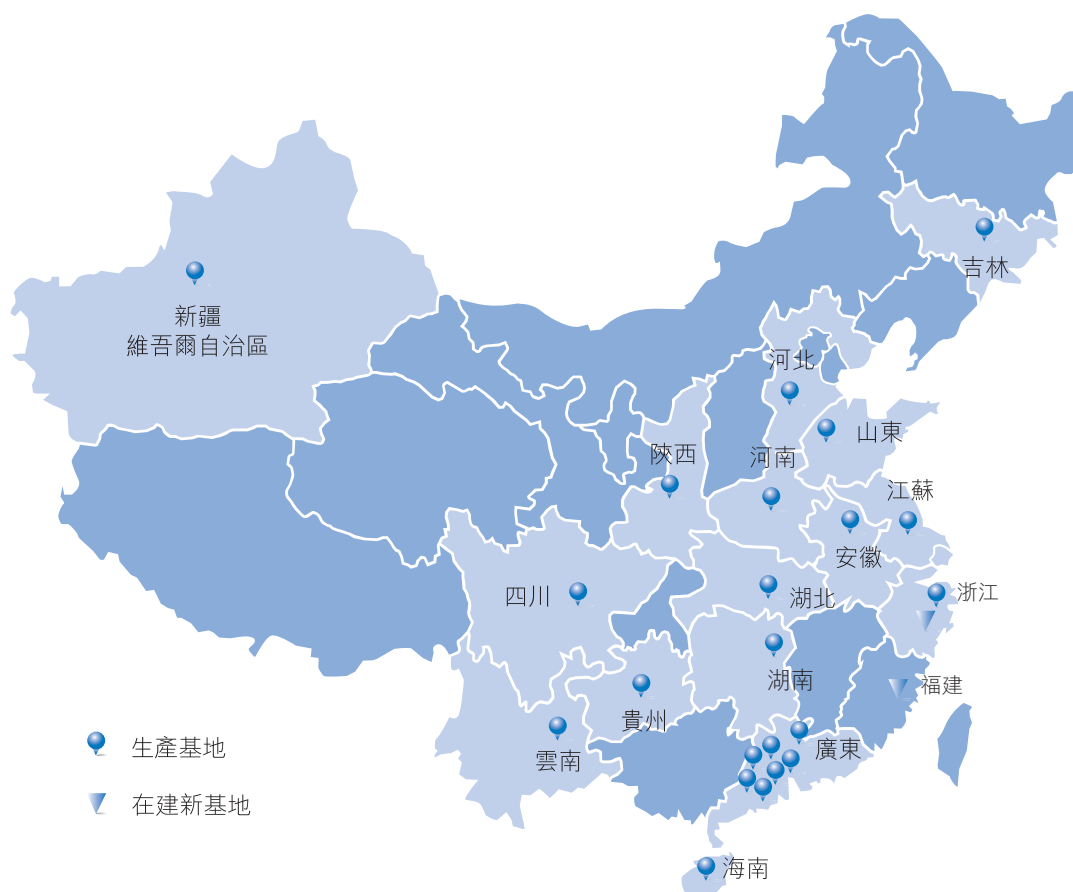 吉林
新疆
維吾爾自治區
河北
山東
陝西
河南
江蘇
安徽
四川
湖北
浙江
湖南
福建
貴州
雲南
廣東
生產基地
在建新基地
海南